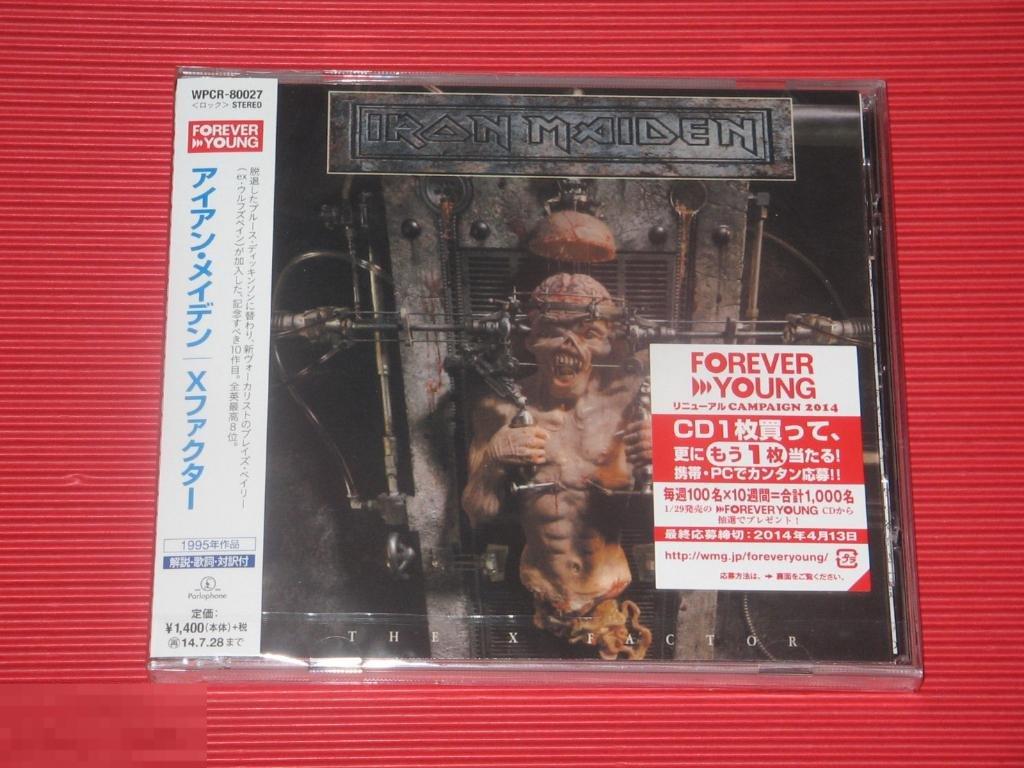 WPCR-80027
<ロック> STEREO
FOREVER
YOUNG
アイアン・メイデン｜Xファクター
脱退したブルース・ディッキンソンに替わり、新ヴォーカリストのブレイズ・ベイリー
(ex.ウルフズベイン)が加入した、記念すべき10作目。全英最高8位。
1995年作品
解説・歌詞・対訳付
Parlophone
定価:
¥1,400(本体)+税
再14.7.28まで
IRON MAIDEN
THE X FACTOR
FOREVER
YOUNG
リニューアル CAMPAIGN 2014
CD1枚買って、
更にもう1枚当たる!
携帯・PCでカンタン応募!!
毎週100名×10週間=合計1,000名
1/29発売の FOREVER YOUNG CDから
抽選でプレゼント!
最終応募締切:2014年4月13日
http://wmg.jp/foreveryoung/
プラ
応募方法は、➔裏面をご覧ください。